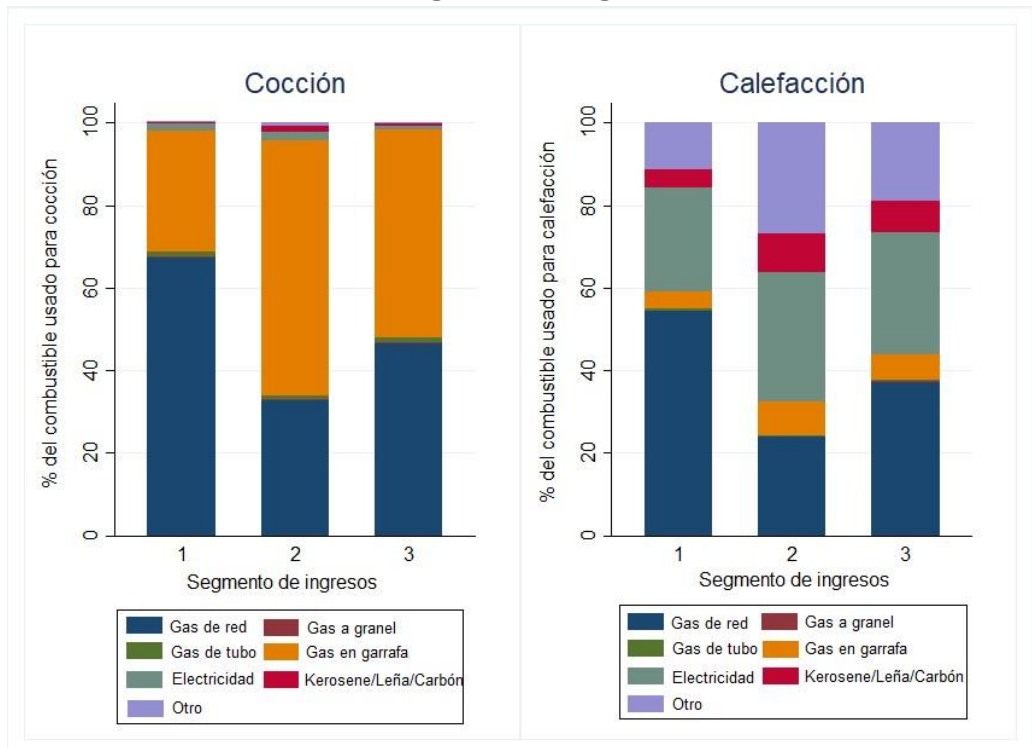 Cocción
% del combustible usado para cocción
100
80
60
40
20
0
1 2 3
Segmento de ingresos
Gas de red Gas a granel
Gas de tubo Gas en garrafa
Electricidad Kerosene/Leña/Carbón
Otro
Calefacción
% del combustible usado para calefacción
100
80
60
40
20
0
1 2 3
Segmento de ingresos
Gas de red Gas a granel
Gas de tubo Gas en garrafa
Electricidad Kerosene/Leña/Carbón
Otro